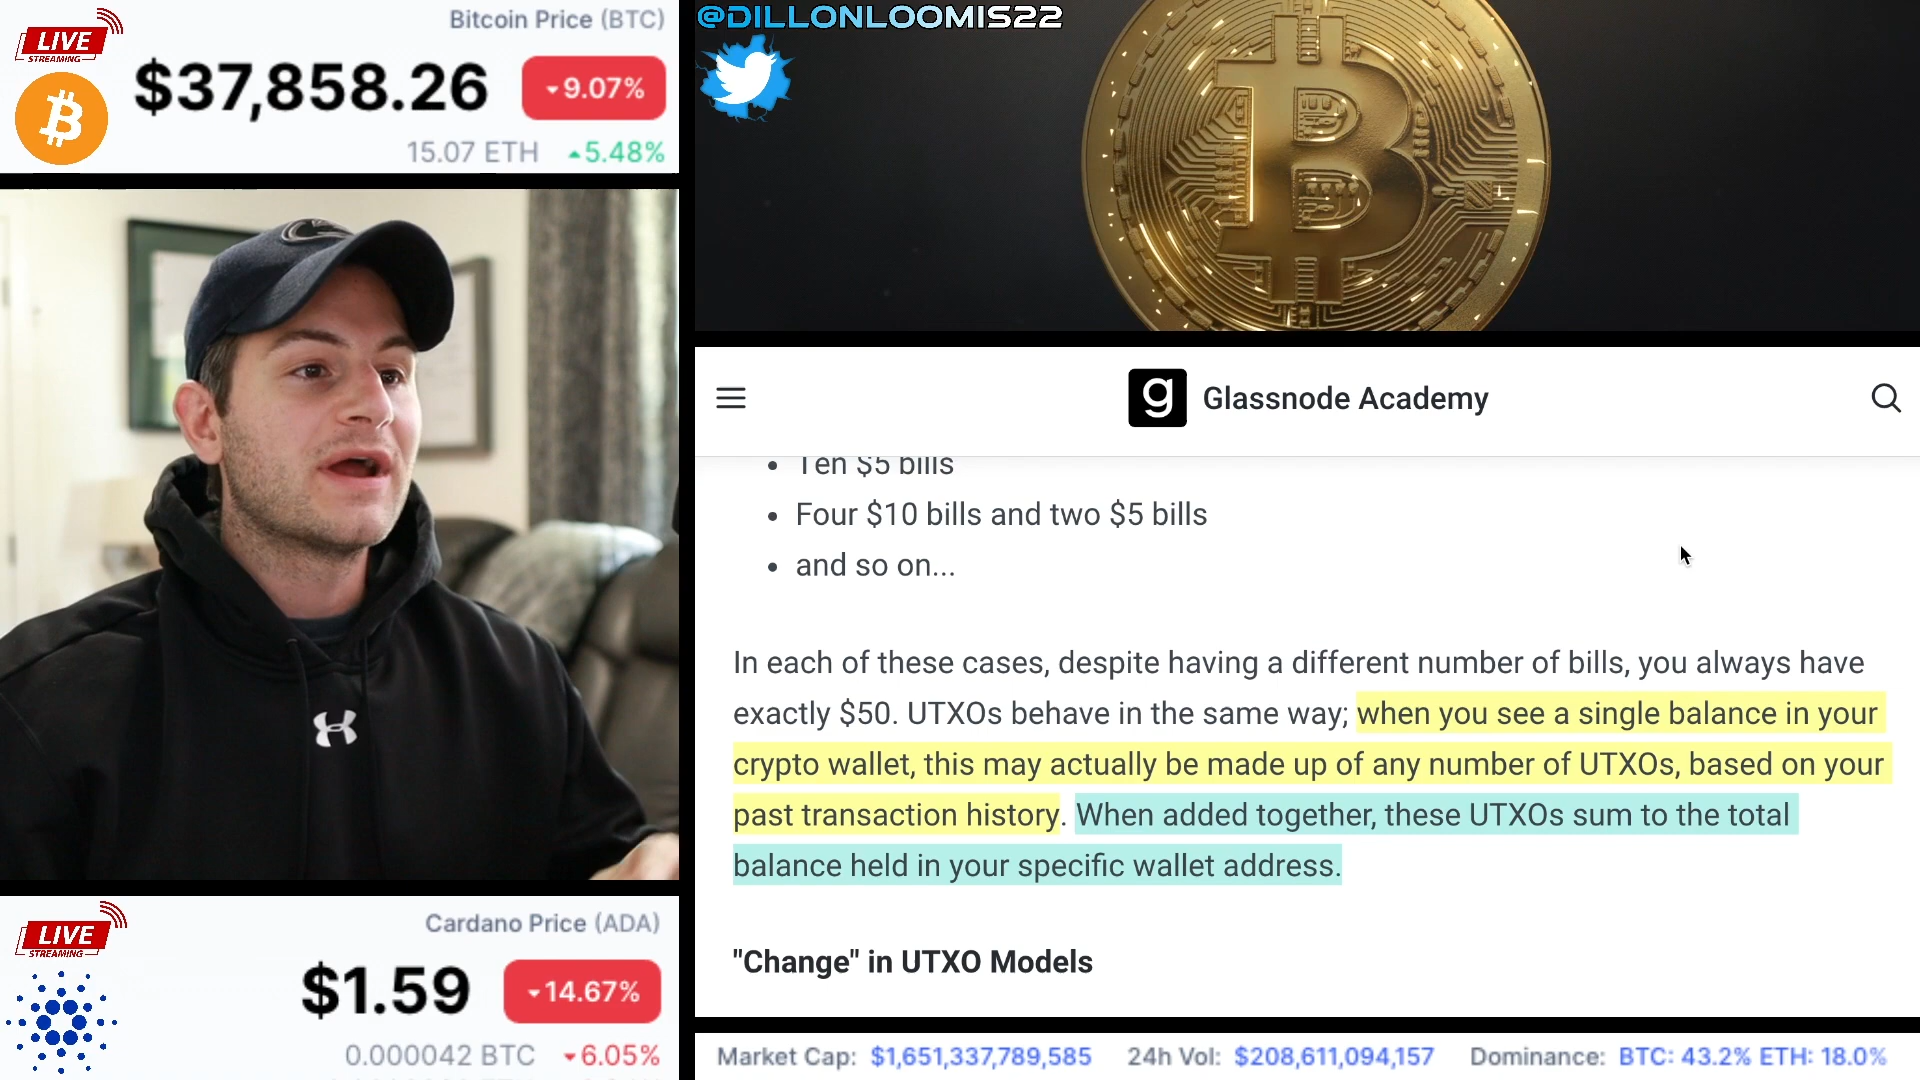 LIVE
STREAMING
Bitcoin Price (BTC)
$37,858.26
9.07%
15.07 ETH
5.48%
@DILLONLOOMIS22
Glassnode Academy
Ten $5 bills
Four $10 bills and two $5 bills
and so on...
In each of these cases, despite having a different number of bills, you always have
exactly $50. UTXOs behave in the same way; when you see a single balance in your
crypto wallet, this may actually be made up of any number of UTXOs, based on your
past transaction history. When added together, these UTXOs sum to the total
balance held in your specific wallet address.
"Change" in UTXO Models
LIVE
STREAMING
Cardano Price (ADA)
$1.59
14.67%
0.000042 BTC
6.05%
Market Cap: $1,651,337,789,585 24h Vol: $208,611,094,157 Dominance: BTC: 43.2% ETH: 18.0%